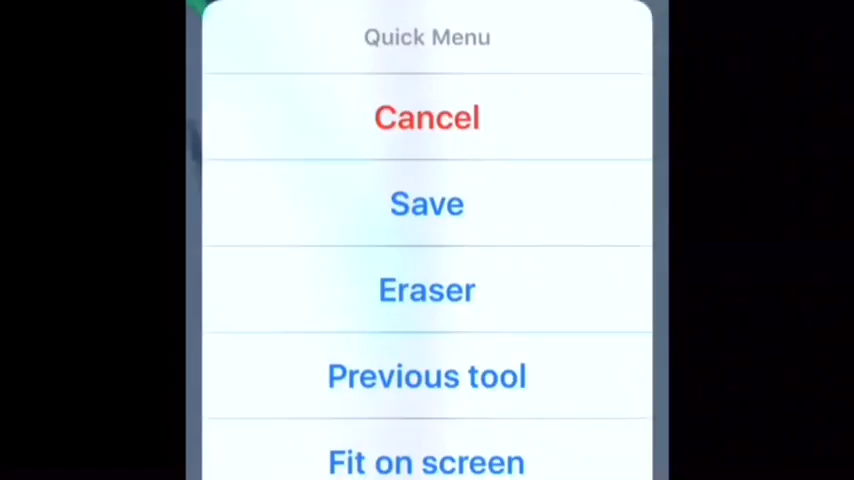 Quick Menu
Cancel
Save
Eraser
Previous tool
Fit on screen